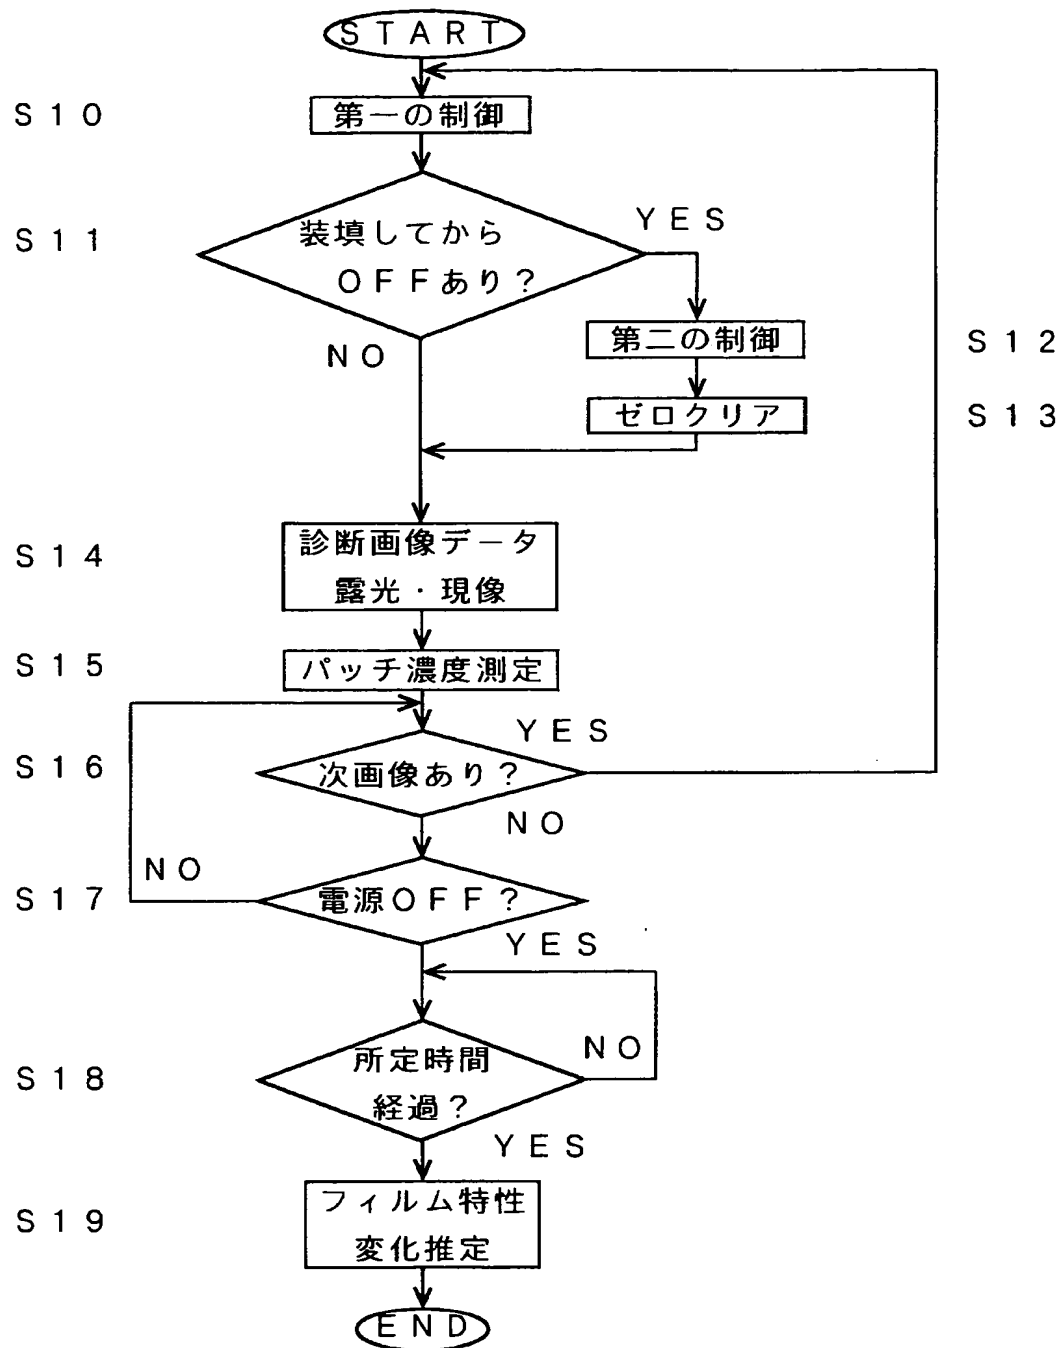 START
S10
第一の制御
S11
装填してから
OFFあり?
YES
NO
第二の制御
S12
ゼロクリア
S13
S14
診断画像データ
露光・現像
S15
パッチ濃度測定
S16
次画像あり?
YES
NO
S17
電源OFF?
NO
YES
S18
所定時間
経過?
NO
YES
S19
フィルム特性
変化推定
END